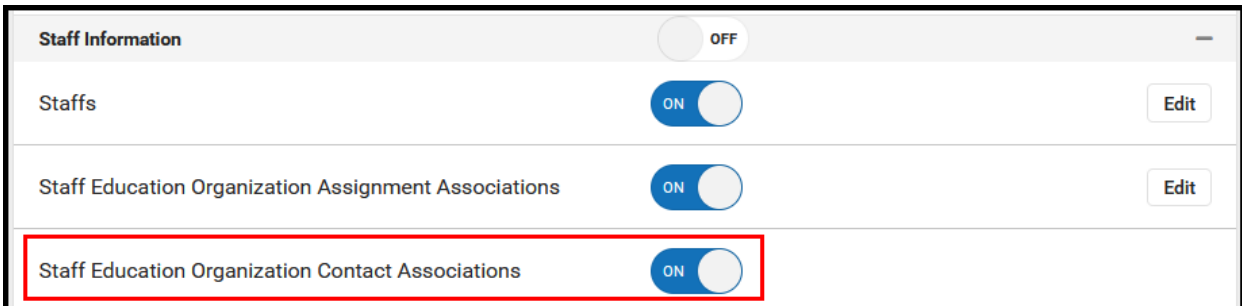 Staff Information OFF
Staffs ON Edit
Staff Education Organization Assignment Associations ON Edit
Staff Education Organization Contact Associations ON